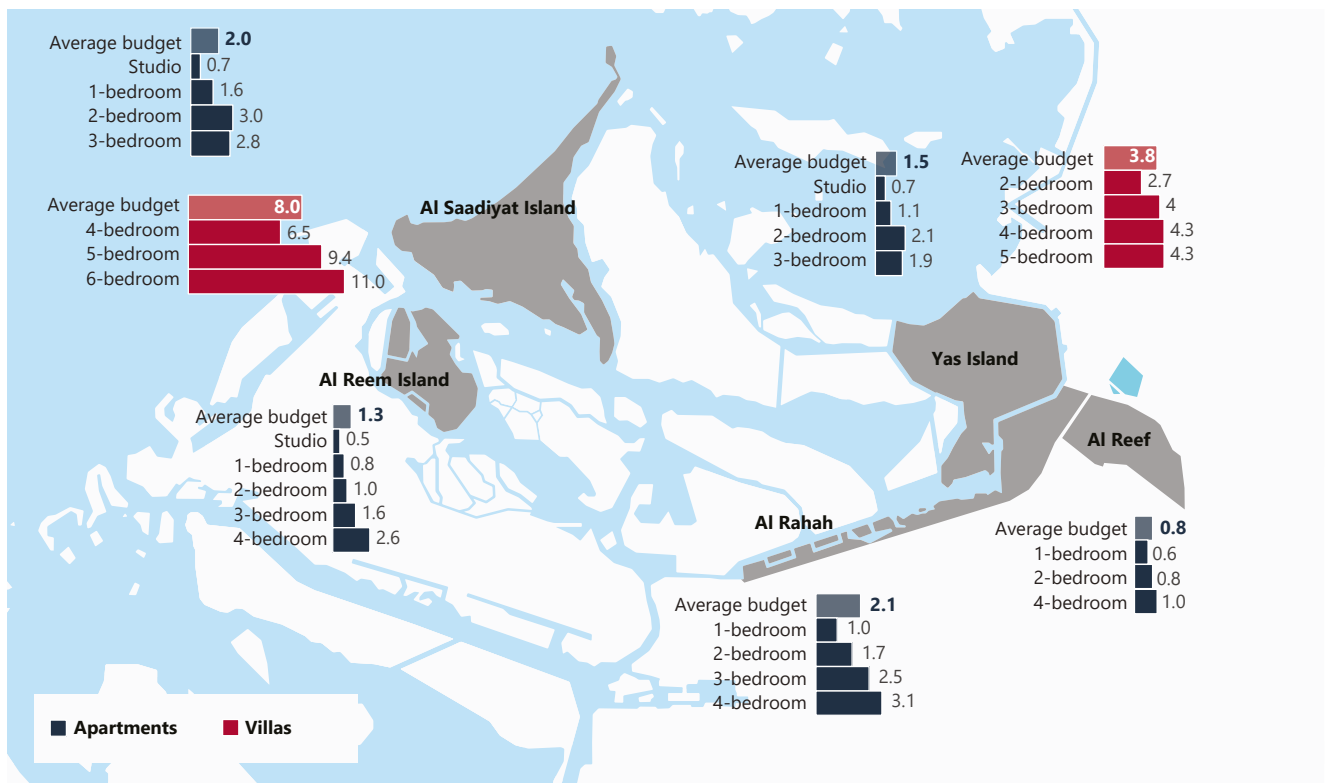 Average budget 2.0
Studio 0.7
1-bedroom 1.6
2-bedroom 3.0
3-bedroom 2.8
Average budget 8.0
4-bedroom 6.5
5-bedroom 9.4
6-bedroom 11.0
Al Saadiyat Island
Average budget 1.5
Studio 0.7
1-bedroom 1.1
2-bedroom 2.1
3-bedroom 1.9
Average budget 3.8
2-bedroom 2.7
3-bedroom 4
4-bedroom 4.3
5-bedroom 4.3
Yas Island
Al Reem Island
Average budget 1.3
Studio 0.5
1-bedroom 0.8
2-bedroom 1.0
3-bedroom 1.6
4-bedroom 2.6
Al Reef
Average budget 0.8
1-bedroom 0.6
2-bedroom 0.8
4-bedroom 1.0
Al Rahah
Average budget 2.1
1-bedroom 1.0
2-bedroom 1.7
3-bedroom 2.5
4-bedroom 3.1
Apartments Villas